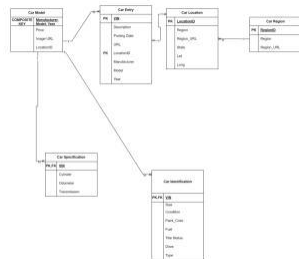 Car Model
COMPOSITE KEY
Manufacturer
Model, Year
Price
Image URL
LocationID
Car Entry
PK
VIN
Description
Posting Date
URL
FK
LocationID
Manufacturer
Model
Year
Car Location
PK
LocationID
Region
Region_URL
State
Lat
Long
Car Region
PK
RegionID
Region
Region_URL
Car Specification
PK,FK
VIN
Cylinder
Odometer
Transmission
Car Identification
PK,FK
VIN
Size
Condition
Paint_Color
Fuel
Title Status
Drive
Type